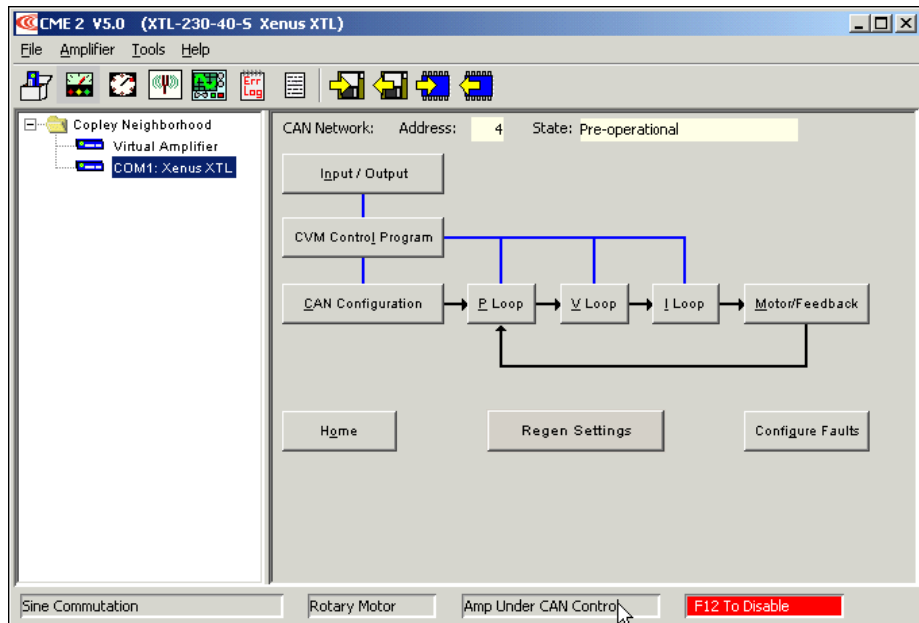 CME 2 V5.0 (XTL-230-40-S Xenus XTL)
File Amplifier Tools Help
Err Log
Copley Neighborhood
Virtual Amplifier
COM1: Xenus XTL
CAN Network: Address: 4 State: Pre-operational
Input / Output
CVM Control Program
CAN Configuration P Loop V Loop I Loop Motor/Feedback
Home Regen Settings Configure Faults
Sine Commutation Rotary Motor Amp Under CAN Control F12 To Disable